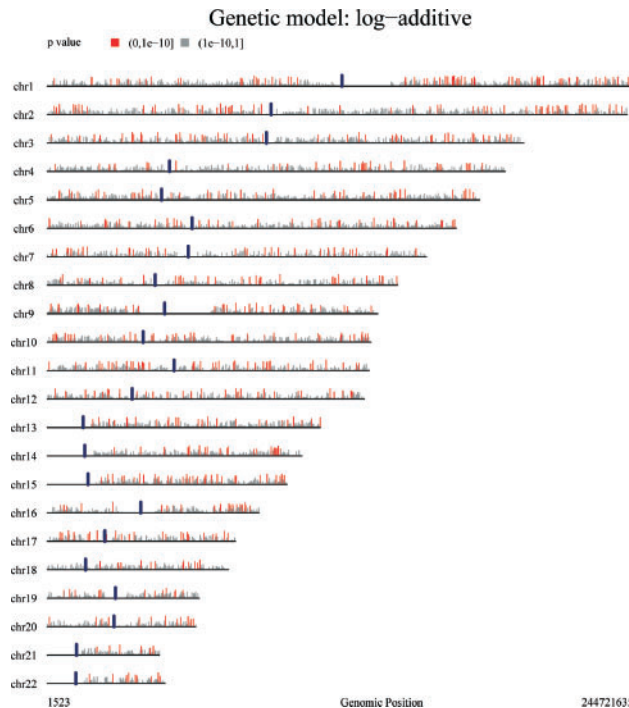 Genetic model: log−additive
p value (0,1e−10] (1e−10,1]
chr1
chr2
chr3
chr4
chr5
chr6
chr7
chr8
chr9
chr10
chr11
chr12
chr13
chr14
chr15
chr16
chr17
chr18
chr19
chr20
chr21
chr22
1523 Genomic Position 244721635